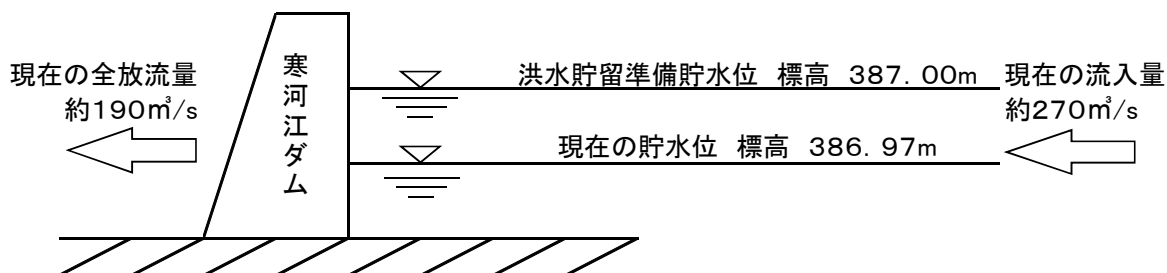 現在の全放流量
約190㎥/s
寒河江ダム
洪水貯留準備貯水位 標高 387.00m
現在の貯水位 標高 386.97m
現在の流入量
約270㎥/s